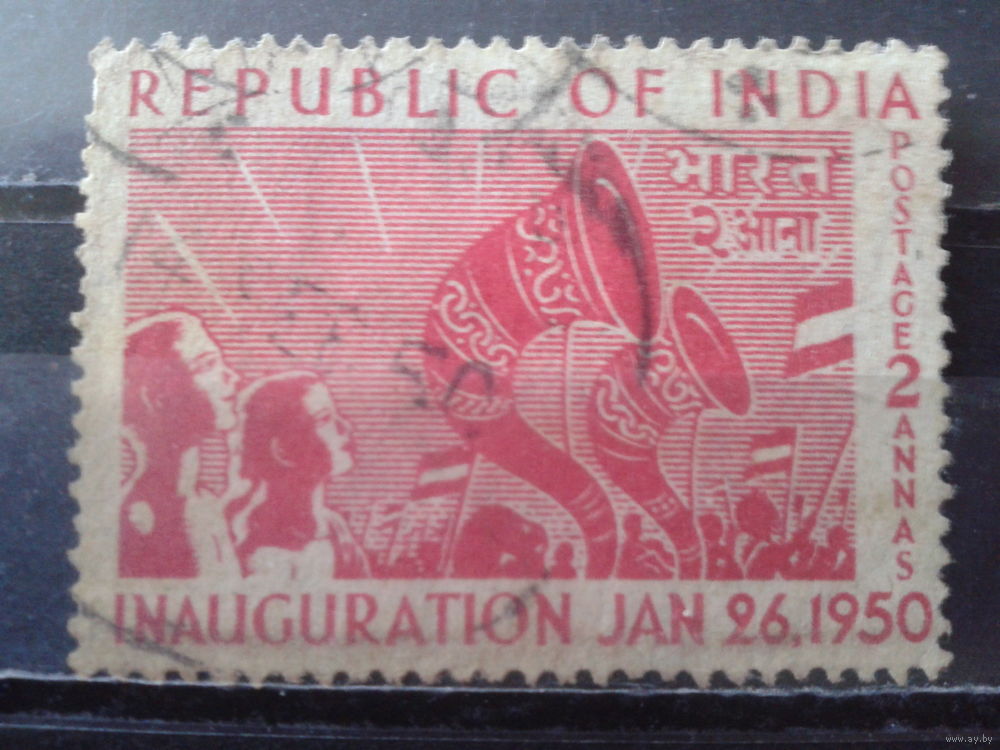 REPUBLIC OF INDIA
भारत
२ आना
POSTAGE 2 ANNAS
INAUGURATION JAN 26, 1950
www.ay.by